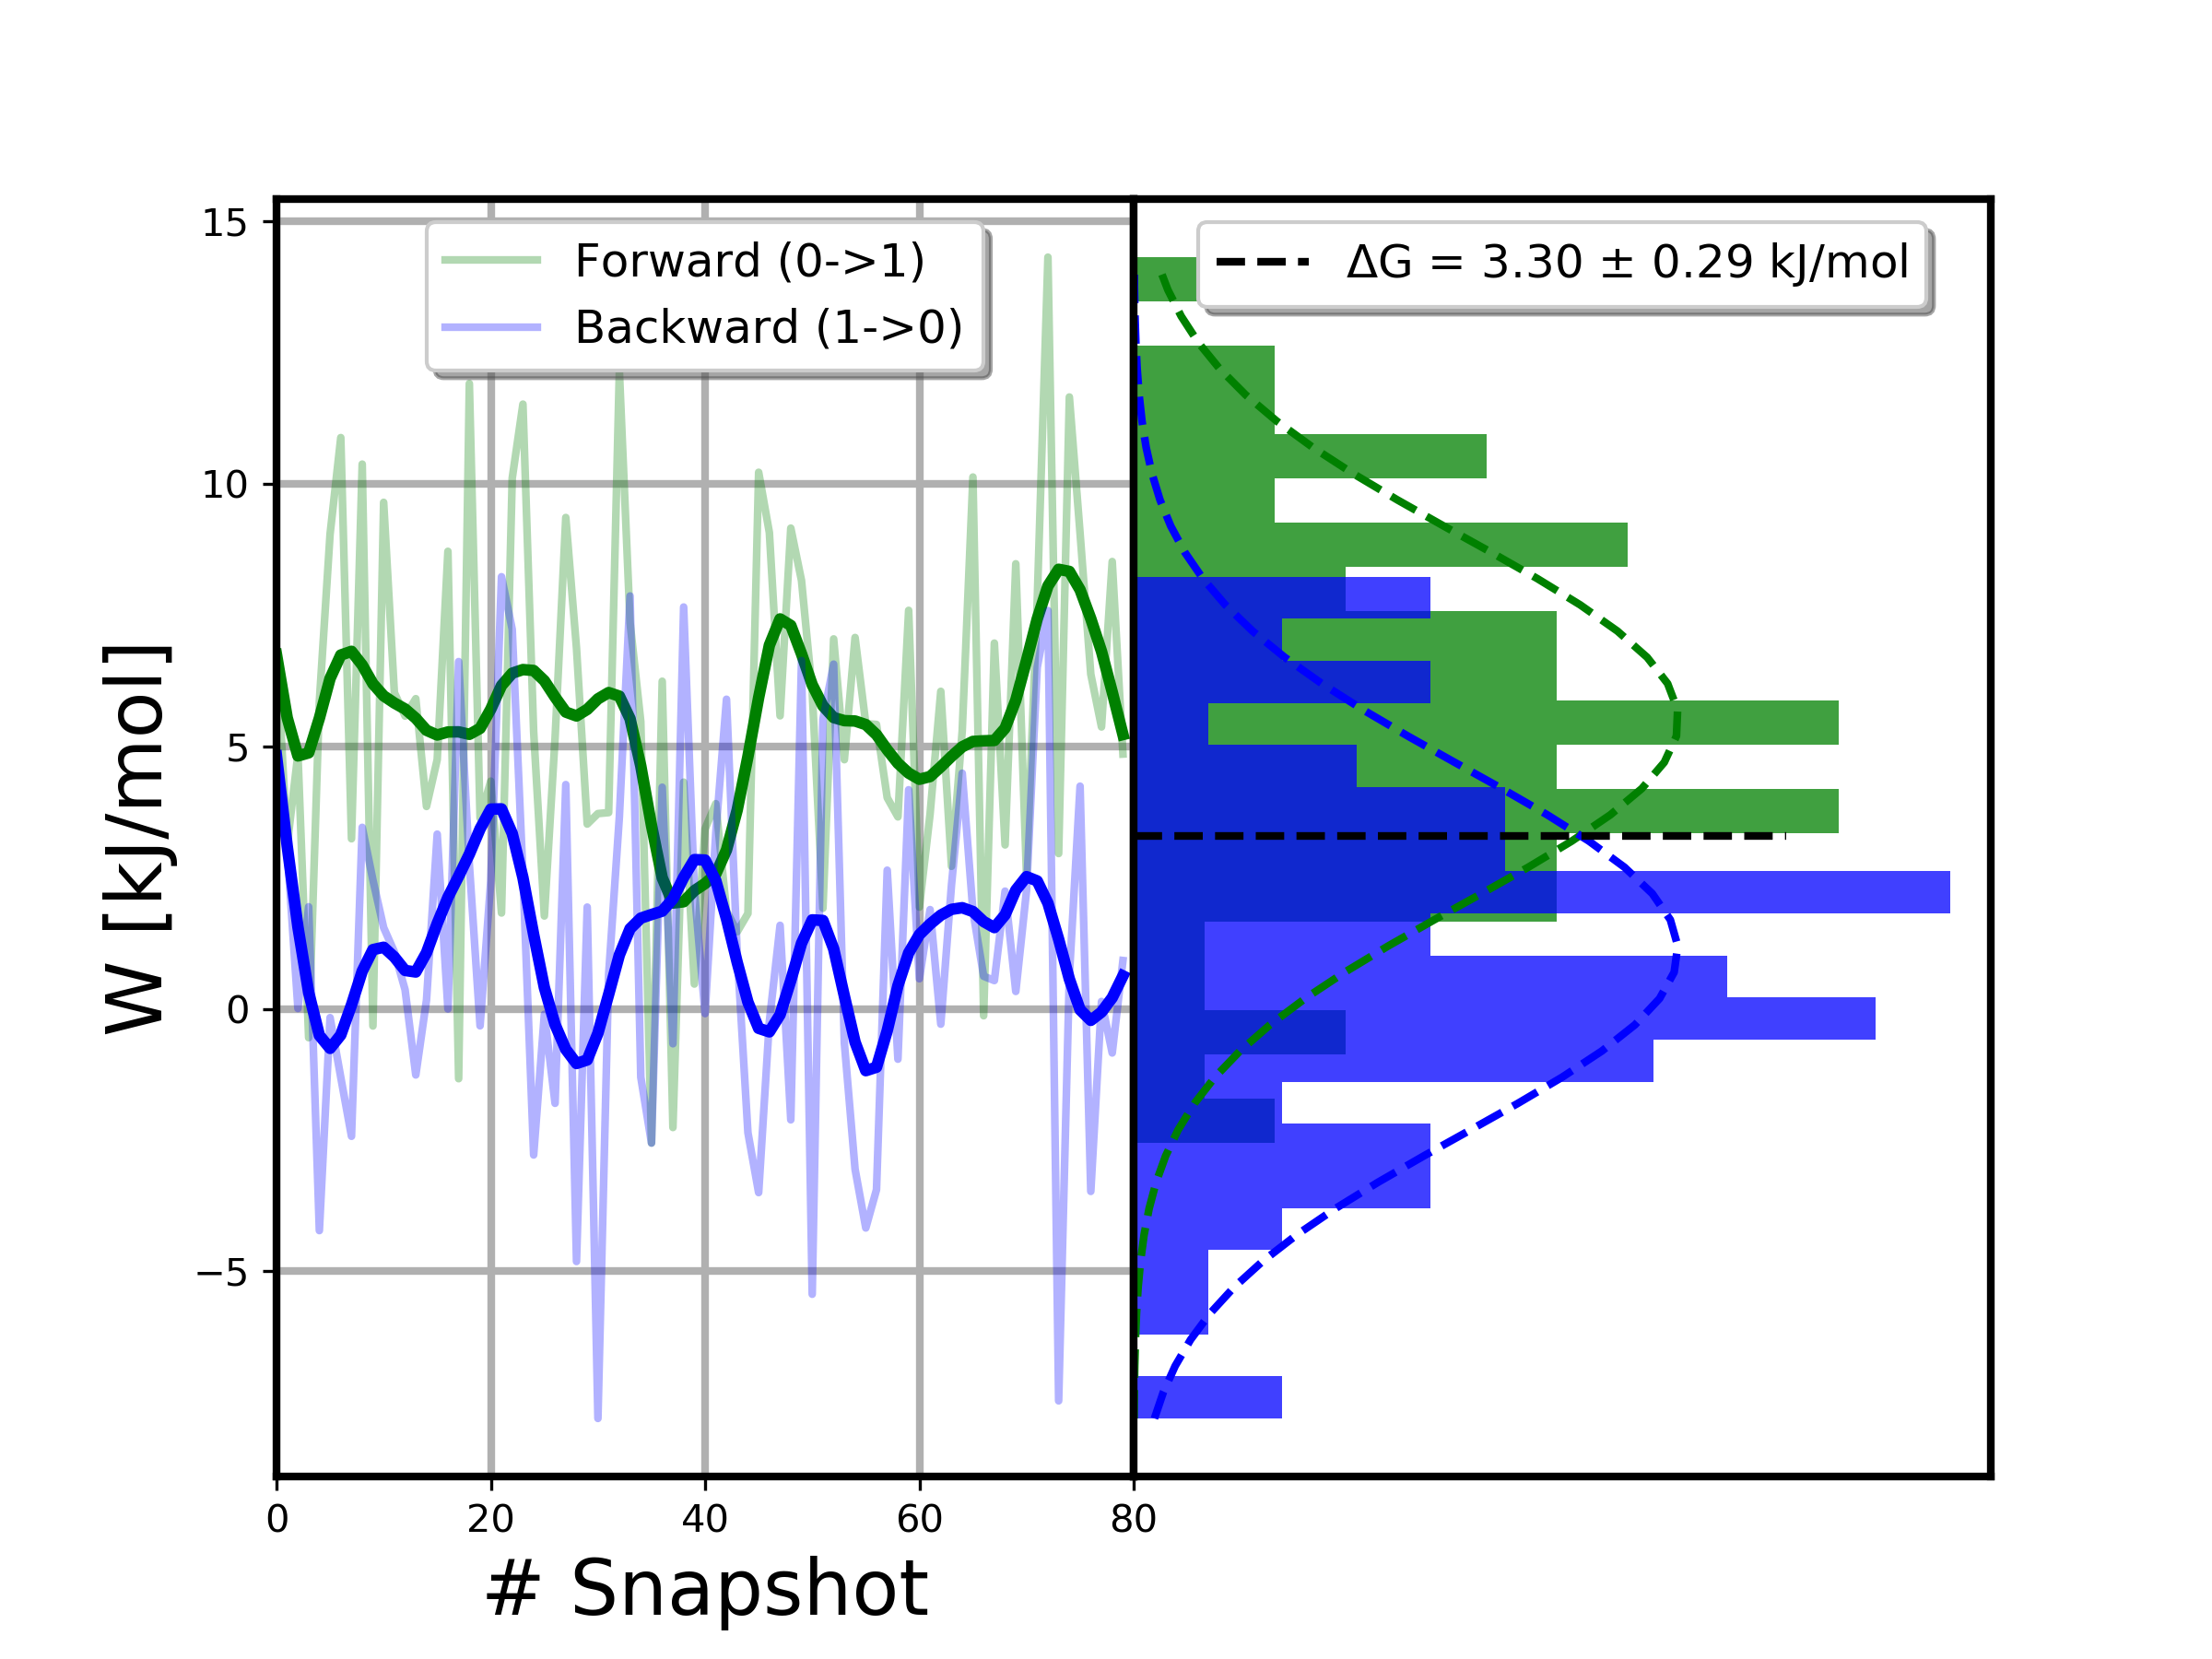 Forward (0->1)
Backward (1->0)
ΔG = 3.30 ± 0.29 kJ/mol
15
10
5
0
−5
W [kJ/mol]
0 20 40 60 80
# Snapshot